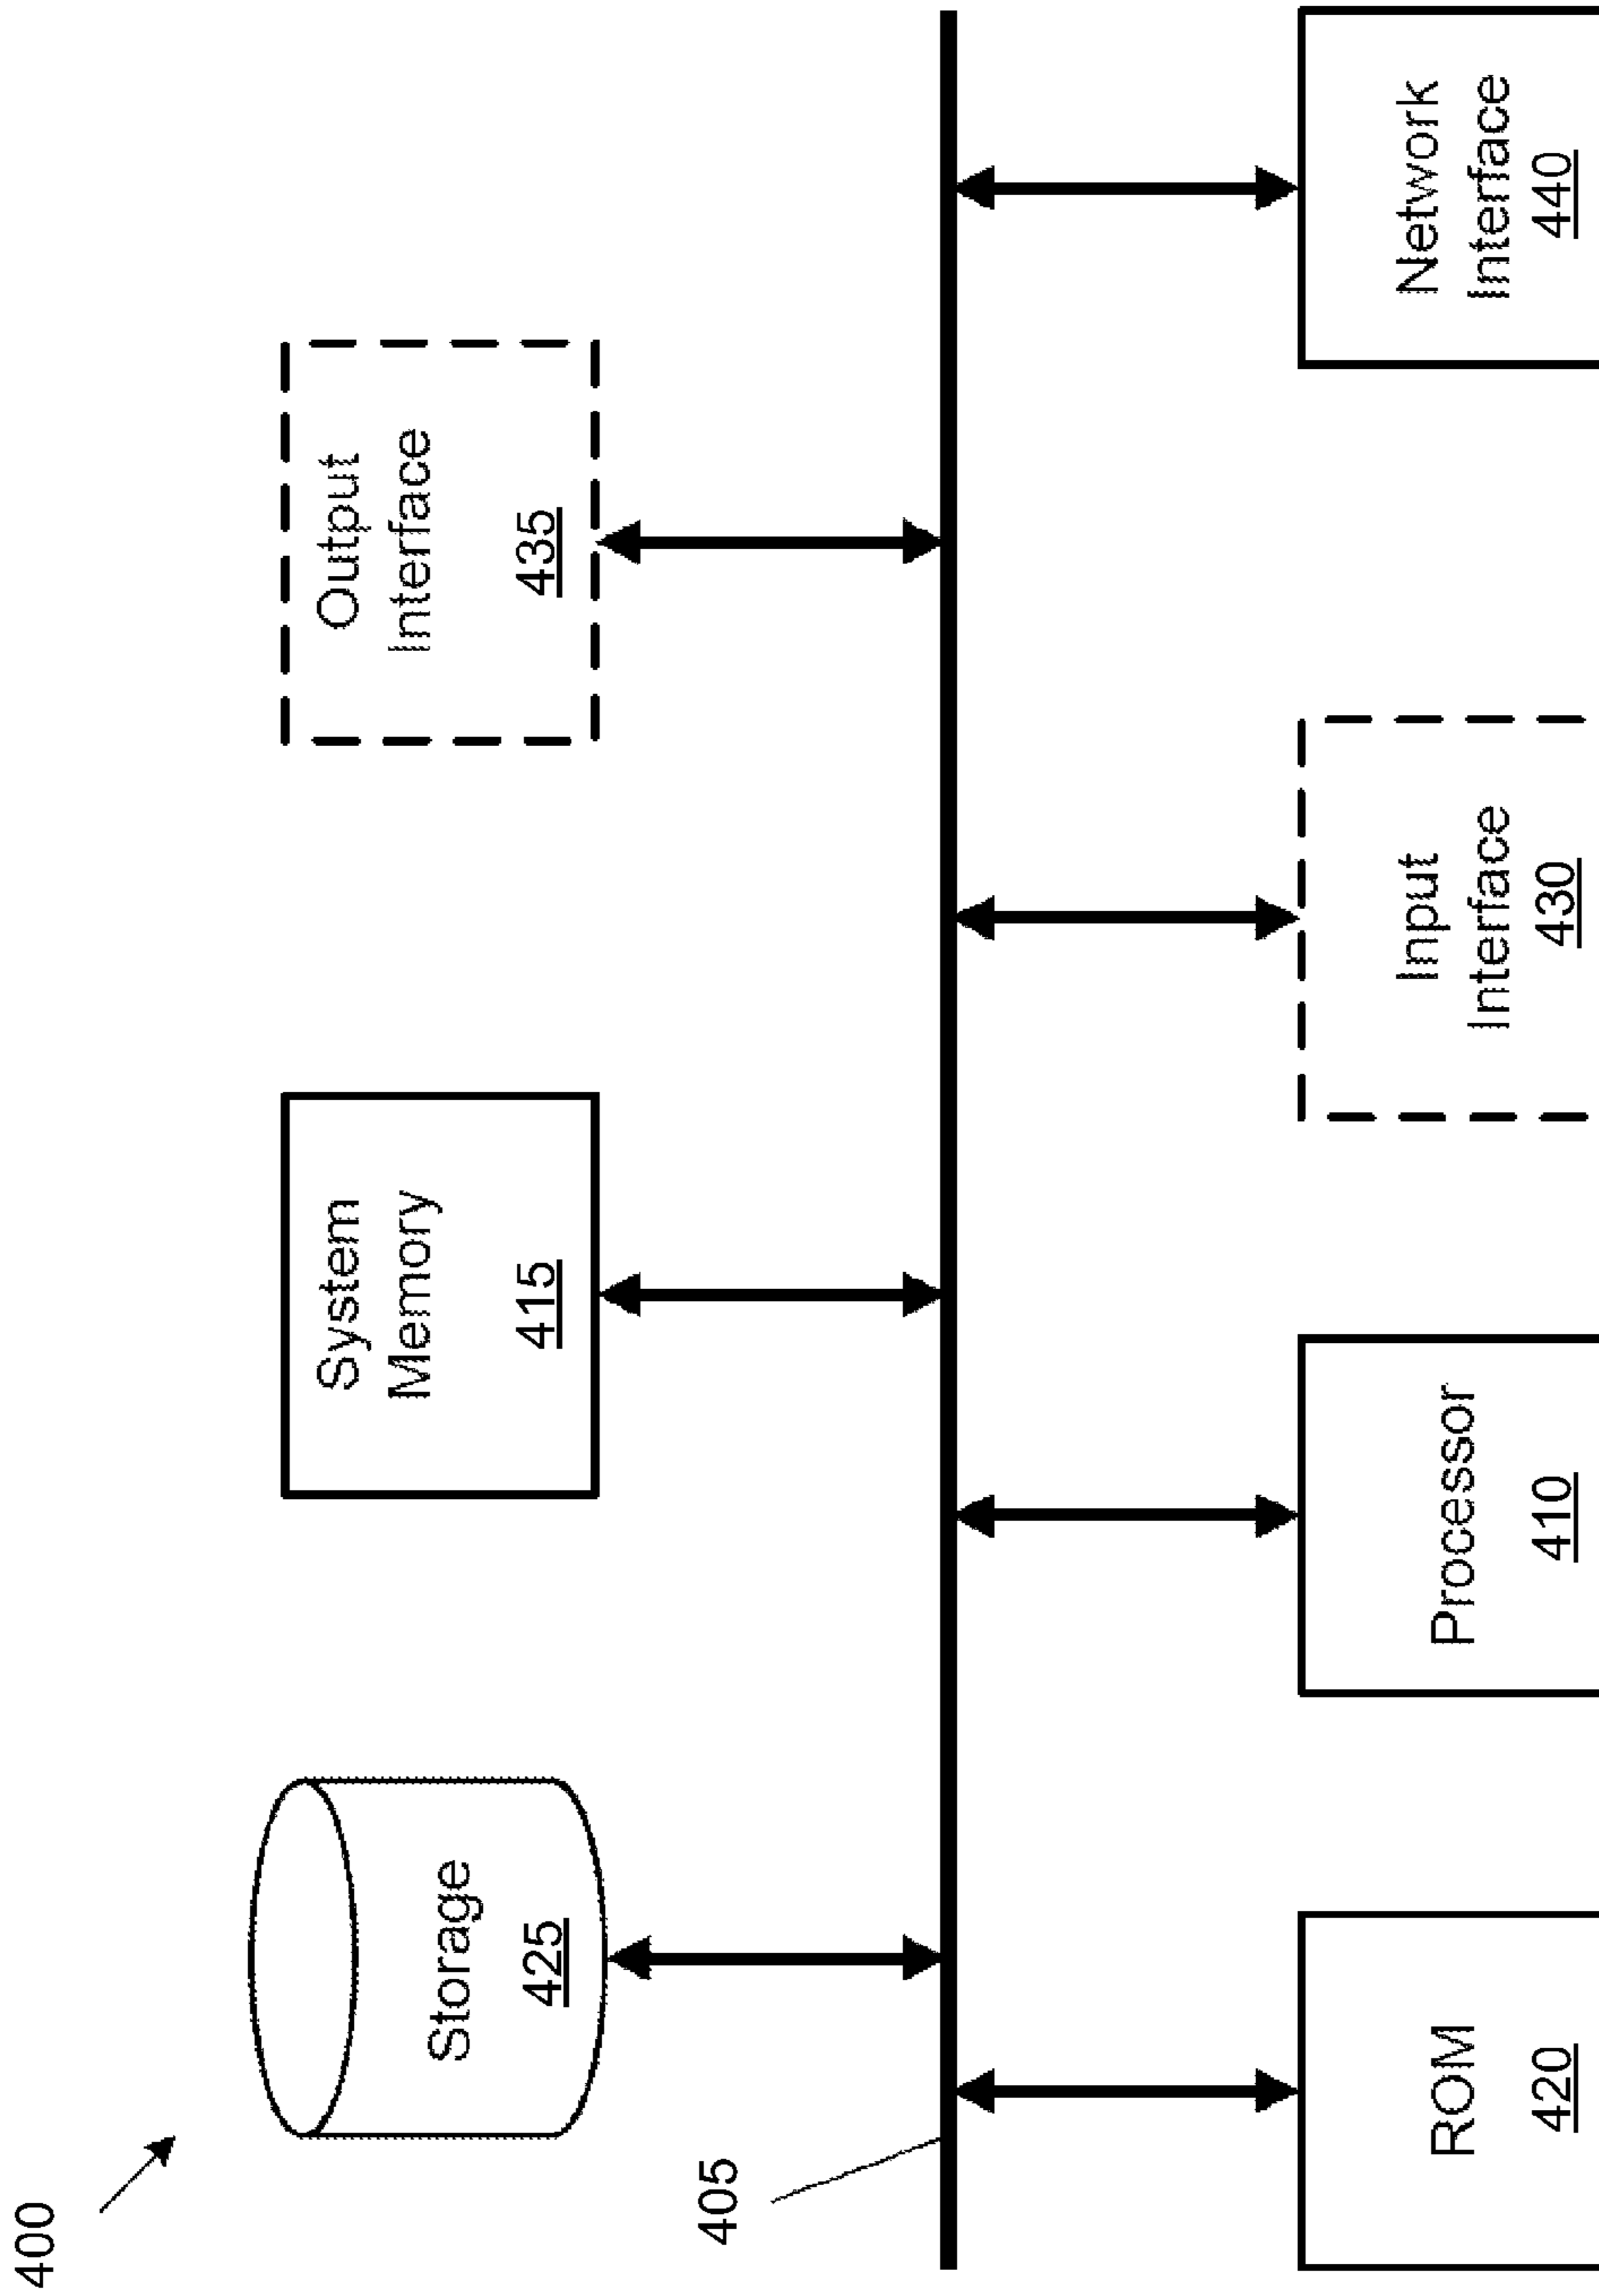 400
Storage
425
System
Memory
415
Output
Interface
435
405
ROM
420
Processor
410
Input
Interface
430
Network
Interface
440